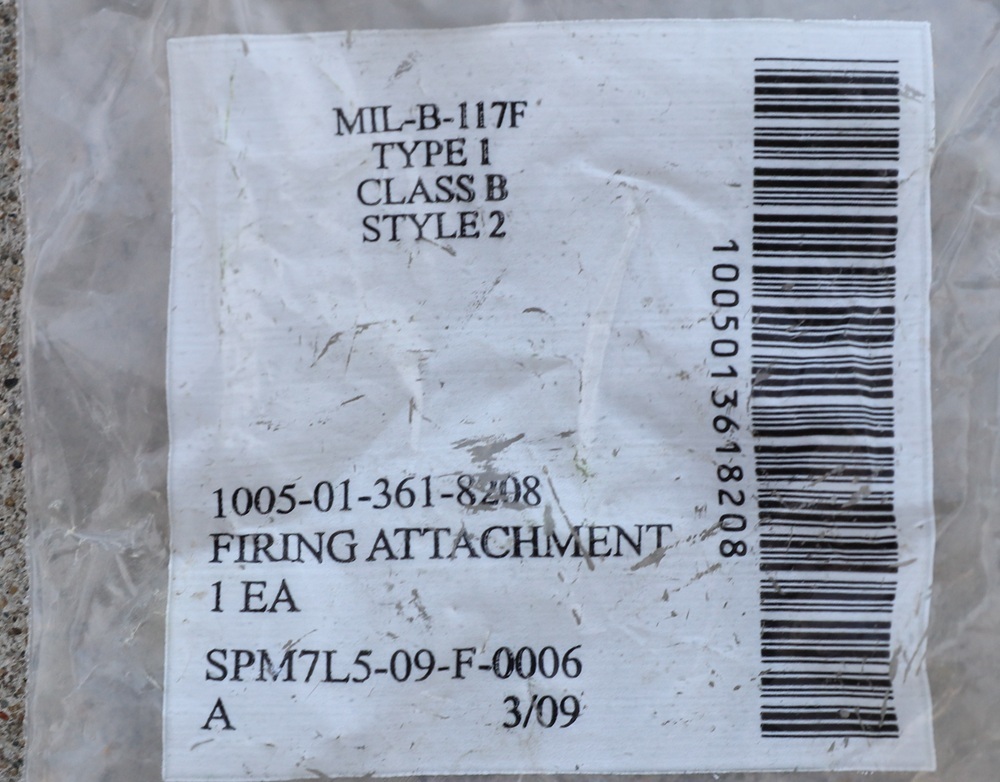 MIL-B-117F
TYPE 1
CLASS B
STYLE 2
1005013618208
1005-01-361-8208
FIRING ATTACHMENT
1 EA
SPM7L5-09-F-0006
A 3/09